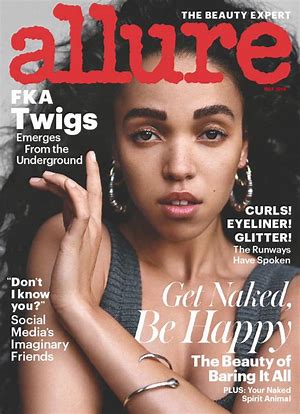 THE BEAUTY EXPERT
allure
FKA
Twigs
Emerges
From the
Underground
CURLS!
EYELINER!
GLITTER!
The Runways
Have Spoken
"Don't
I know
you?"
Social
Media's
Imaginary
Friends
Get Naked,
Be Happy
The Beauty of
Baring It All
PLUS: Your Naked
Spirit Animal